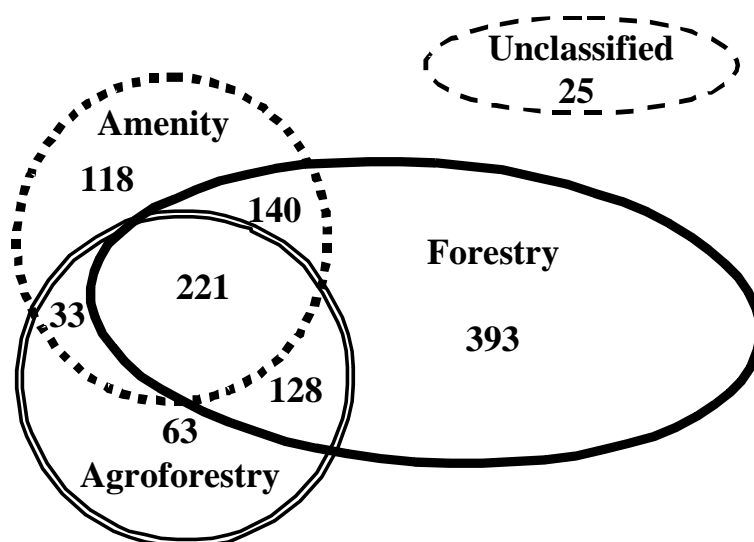 Unclassified
25
Amenity
118
140
Forestry
221
33
393
128
63
Agroforestry